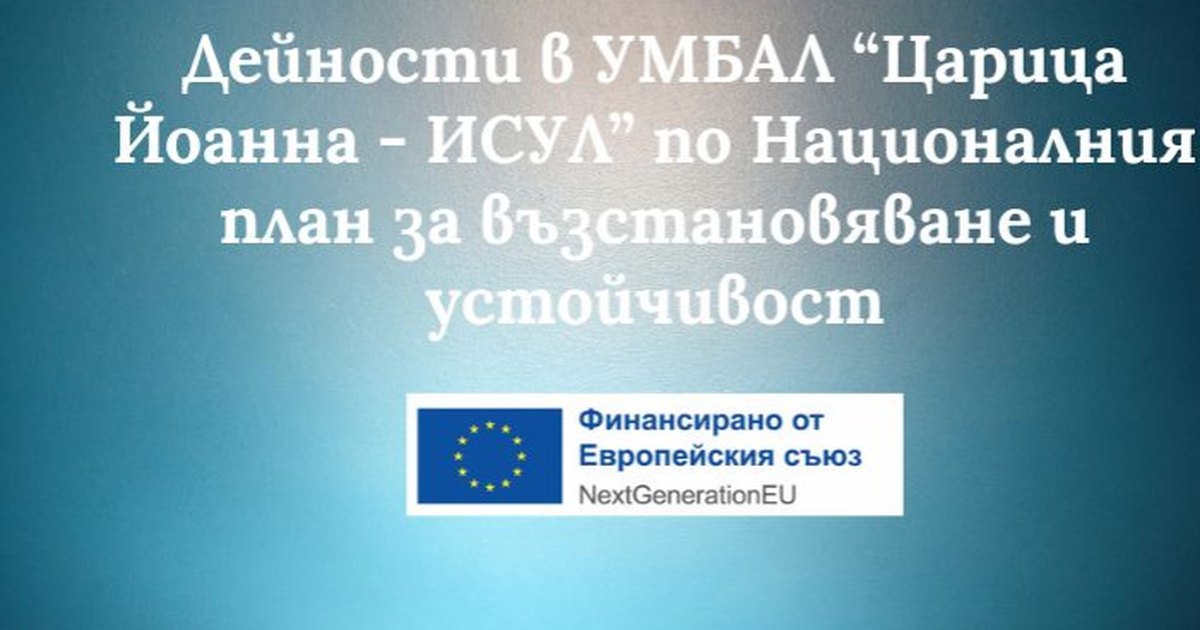 Дейности в УМБАЛ “Царица
Йоанна - ИСУЛ” по Националния
план за възстановяване и
устойчивост
Финансирано от
Европейския съюз
NextGenerationEU